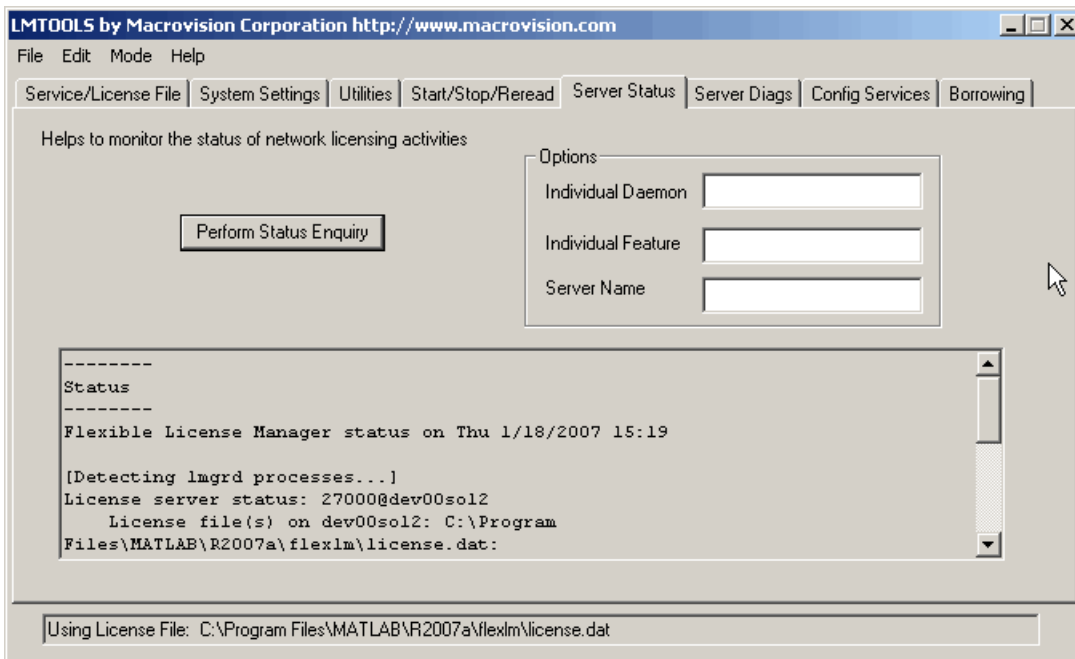 LMTOOLS by Macrovision Corporation http://www.macrovision.com
File Edit Mode Help
Service/License File System Settings Utilities Start/Stop/Reread Server Status Server Diags Config Services Borrowing
Helps to monitor the status of network licensing activities
Options
Individual Daemon
Perform Status Enquiry
Individual Feature
Server Name
--------
Status
--------
Flexible License Manager status on Thu 1/18/2007 15:19
[Detecting lmgrd processes...]
License server status: 27000@dev00sol2
License file(s) on dev00sol2: C:\Program
Files\MATLAB\R2007a\flexlm\license.dat:
Using License File: C:\Program Files\MATLAB\R2007a\flexlm\license.dat